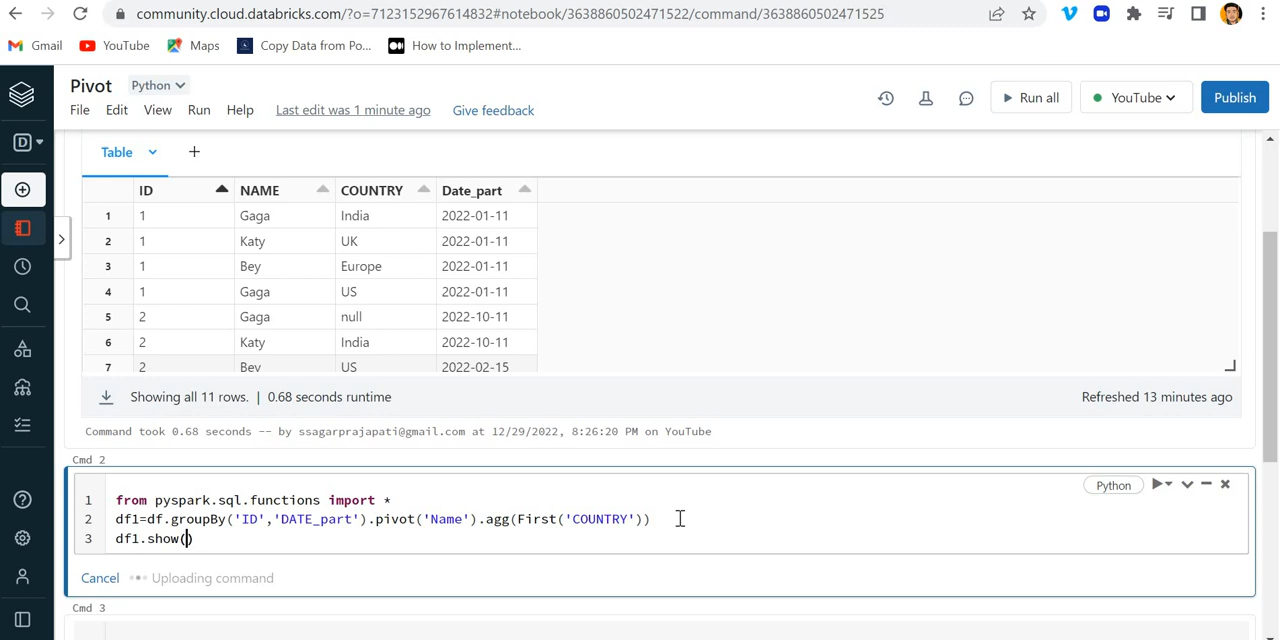 community.cloud.databricks.com/?o=7123152967614832#notebook/3638860502471522/command/3638860502471525
Gmail YouTube Maps Copy Data from Po... How to Implement...
Pivot Python
File Edit View Run Help Last edit was 1 minute ago Give feedback
Run all YouTube Publish
D
Table +
ID NAME COUNTRY Date_part
1 1 Gaga India 2022-01-11
2 1 Katy UK 2022-01-11
3 1 Bey Europe 2022-01-11
4 1 Gaga US 2022-01-11
5 2 Gaga null 2022-10-11
6 2 Katy India 2022-10-11
7 2 Bey US 2022-02-15
Showing all 11 rows. | 0.68 seconds runtime Refreshed 13 minutes ago
Command took 0.68 seconds -- by ssagarprajapati@gmail.com at 12/29/2022, 8:26:20 PM on YouTube
Cmd 2
Python
1 from pyspark.sql.functions import *
2 df1=df.groupBy('ID','DATE_part').pivot('Name').agg(First('COUNTRY'))
3 df1.show()
Cancel Uploading command
Cmd 3